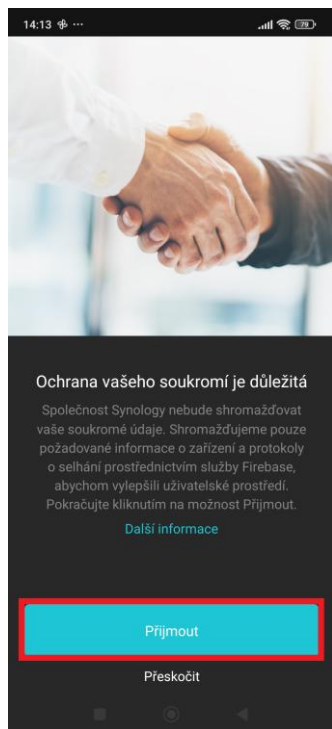 14:13 ···
79
Ochrana vašeho soukromí je důležitá
Společnost Synology nebude shromažďovat
vaše soukromé údaje. Shromažďujeme pouze
požadované informace o zařízení a protokoly
o selhání prostřednictvím služby Firebase,
abychom vylepšili uživatelské prostředí.
Pokračujte kliknutím na možnost Přijmout.
Další informace
Přijmout
Přeskočit